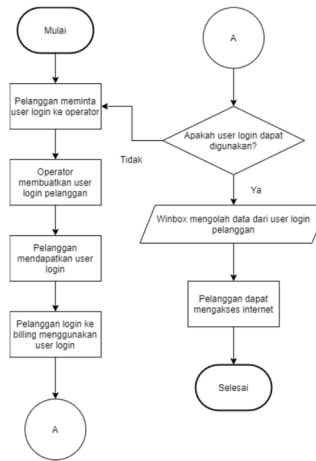 Mulai
Pelanggan meminta
user login ke operator
Operator
membuatkan user
login pelanggan
Pelanggan
mendapatkan user
login
Pelanggan login ke
billing menggunakan
user login
A
A
Apakah user login dapat
digunakan?
Tidak
Ya
Winbox mengolah data dari user login
pelanggan
Pelanggan dapat
mengakses internet
Selesai